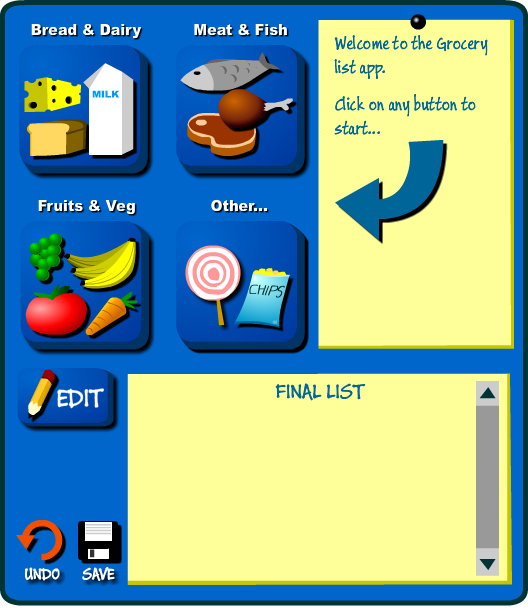 Bread & Dairy
Meat & Fish
MILK
Welcome to the Grocery
list app.
Click on any button to
start...
Fruits & Veg
Other...
CHIPS
EDIT
FINAL LIST
UNDO
SAVE